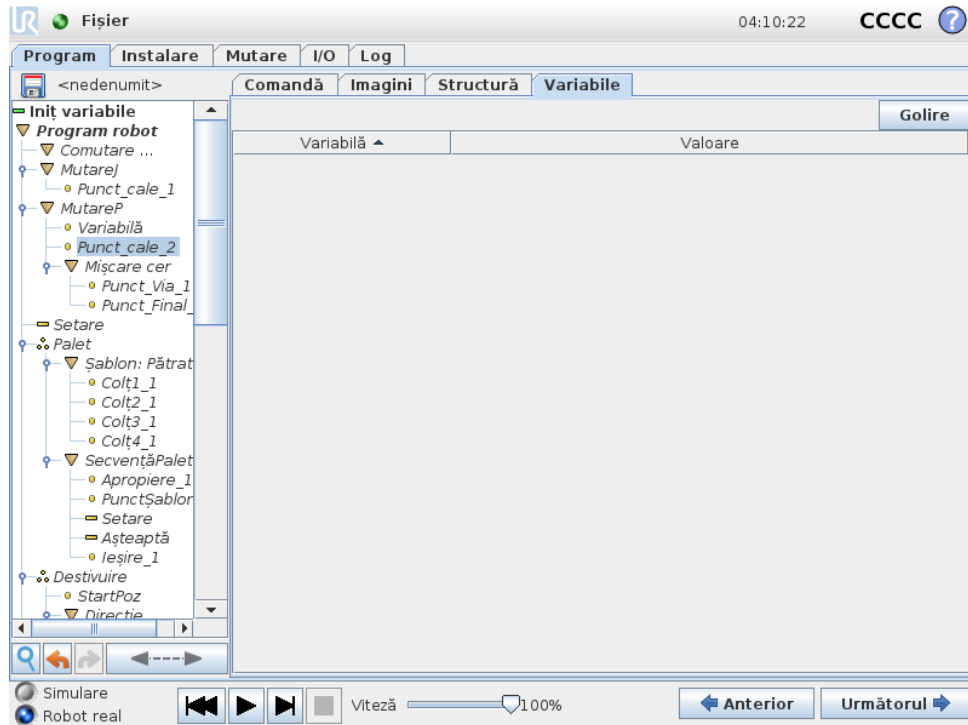 UR Fișier 04:10:22 CCCC ?
Program Instalare Mutare I/O Log
<nedenumit> Comandă Imagini Structură Variabile
Golire
Variabilă Valoare
Iniț variabile
Program robot
Comutare ...
MutareJ
Punct_cale_1
MutareP
Variabilă
Punct_cale_2
Mișcare cer
Punct_Via_1
Punct_Final_
Setare
Palet
Șablon: Pătrat
Colț1_1
Colț2_1
Colț3_1
Colț4_1
SecvențăPalet
Apropiere_1
PunctȘablon
Setare
Așteaptă
Ieșire_1
Destivuire
StartPoz
Direcție
Simulare
Robot real
Viteză 100% Anterior Următorul